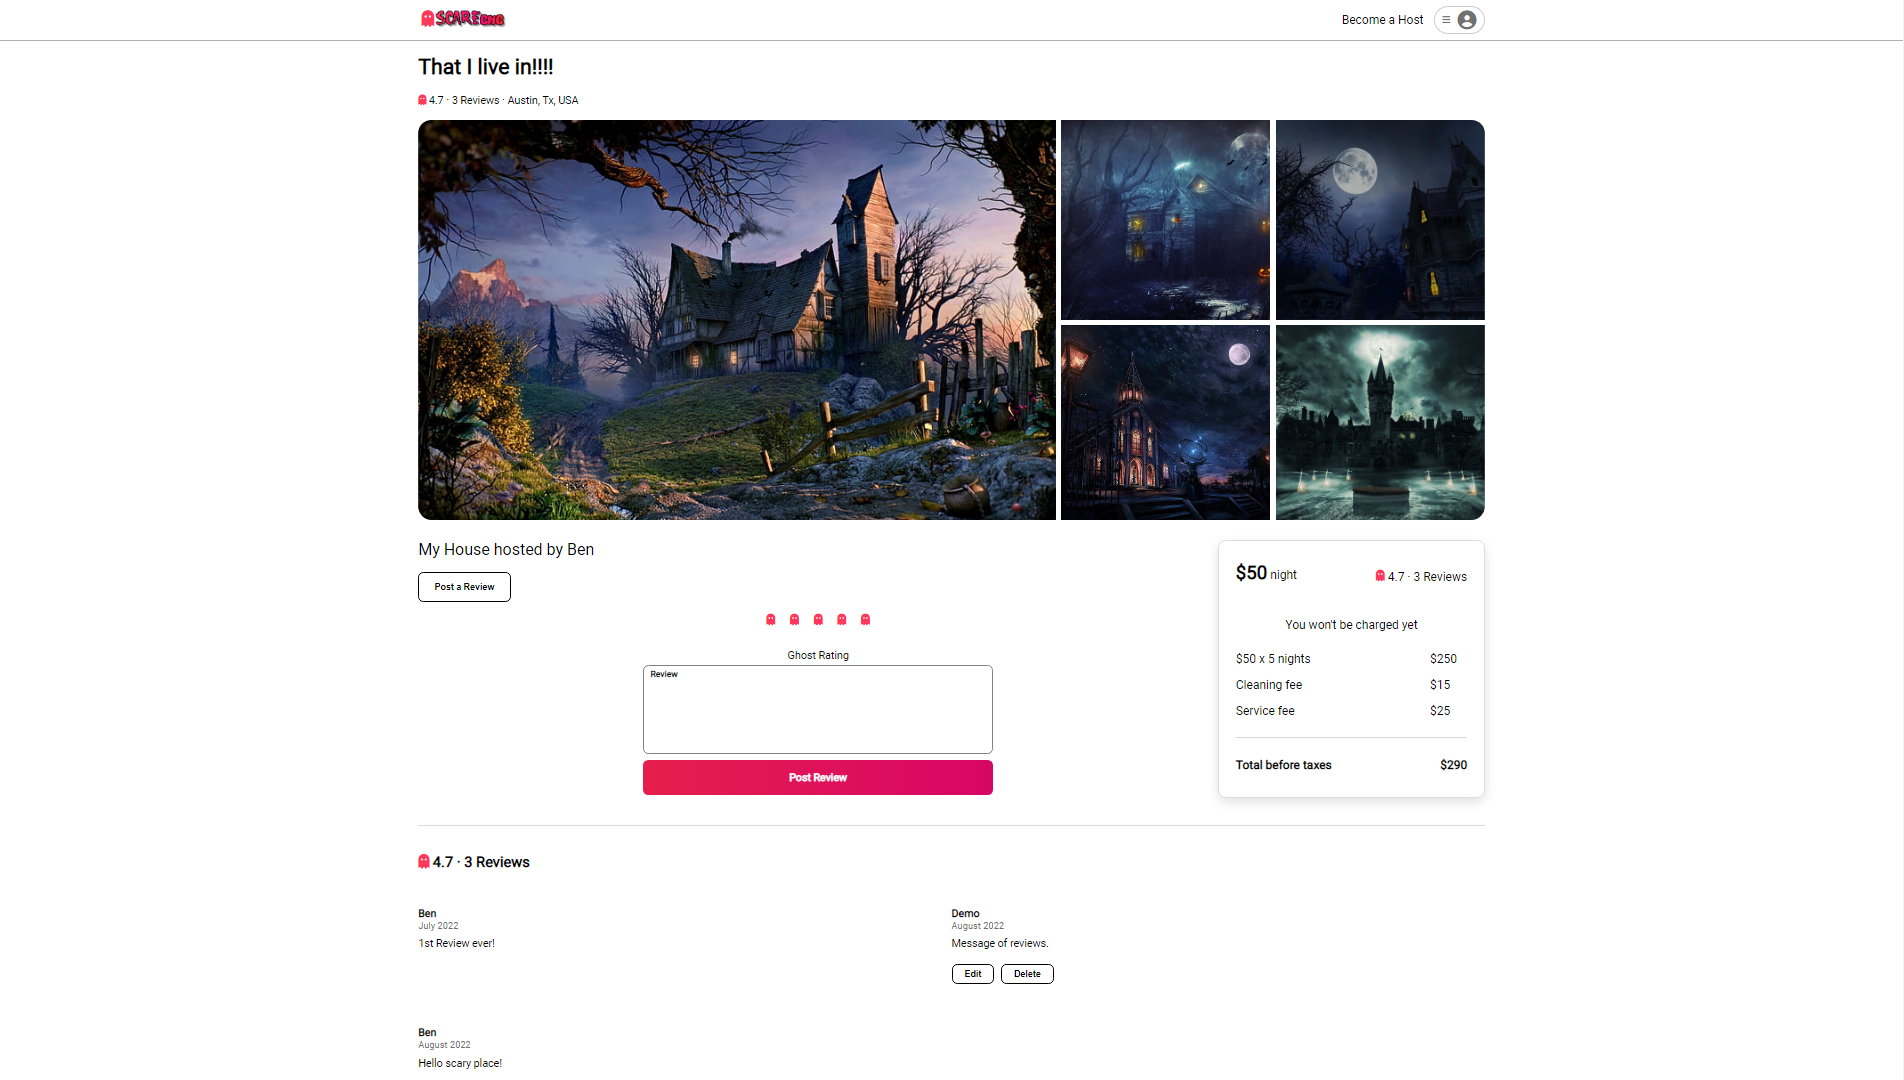 SCAREBNB
Become a Host
That I live in!!!!
4.7 · 3 Reviews · Austin, Tx, USA
My House hosted by Ben
Post a Review
Ghost Rating
Review
Post Review
$50 night
4.7 · 3 Reviews
You won't be charged yet
$50 x 5 nights $250
Cleaning fee $15
Service fee $25
Total before taxes $290
4.7 · 3 Reviews
Ben
July 2022
1st Review ever!
Demo
August 2022
Message of reviews.
Edit Delete
Ben
August 2022
Hello scary place!